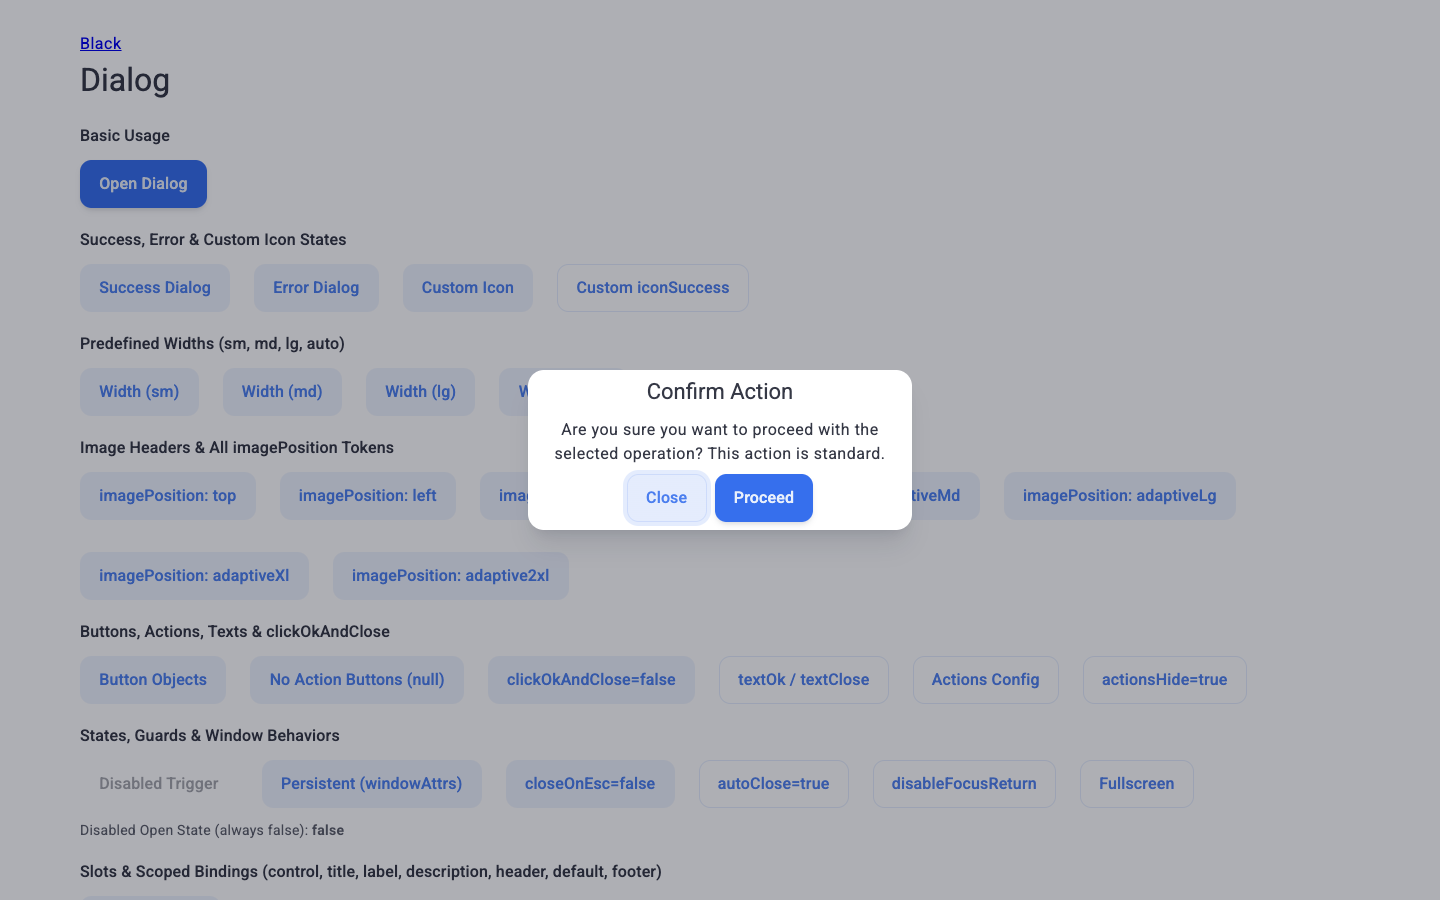 Black
Dialog
Basic Usage
Open Dialog
Success, Error & Custom Icon States
Success Dialog
Error Dialog
Custom Icon
Custom iconSuccess
Predefined Widths (sm, md, lg, auto)
Width (sm)
Width (md)
Width (lg)
Image Headers & All imagePosition Tokens
imagePosition: top
imagePosition: left
imagePosition: adaptiveLg
imagePosition: adaptiveXl
imagePosition: adaptive2xl
Confirm Action
Are you sure you want to proceed with the
selected operation? This action is standard.
Close
Proceed
Buttons, Actions, Texts & clickOkAndClose
Button Objects
No Action Buttons (null)
clickOkAndClose=false
textOk / textClose
Actions Config
actionsHide=true
States, Guards & Window Behaviors
Disabled Trigger
Persistent (windowAttrs)
closeOnEsc=false
autoClose=true
disableFocusReturn
Fullscreen
Disabled Open State (always false): false
Slots & Scoped Bindings (control, title, label, description, header, default, footer)